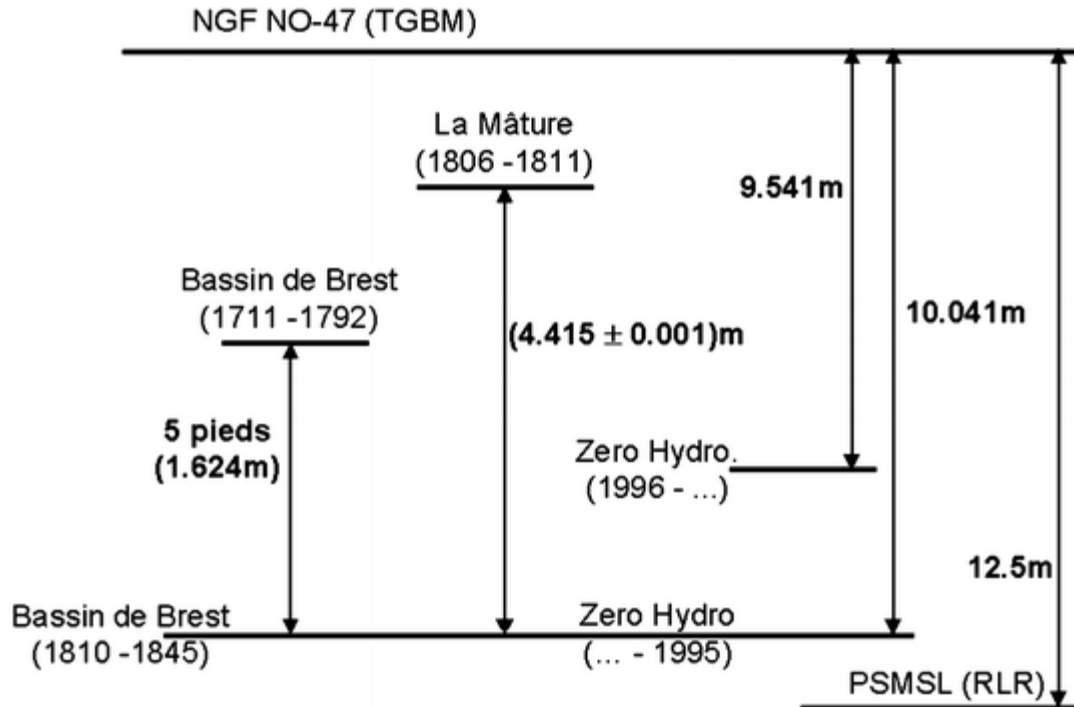 NGF NO-47 (TGBM)
La Mâture
(1806 -1811)
9.541m
Bassin de Brest
(1711 -1792)
10.041m
(4.415 ± 0.001)m
5 pieds
(1.624m)
Zero Hydro.
(1996 - ...)
12.5m
Bassin de Brest
(1810 -1845)
Zero Hydro
(... - 1995)
PSMSL (RLR)